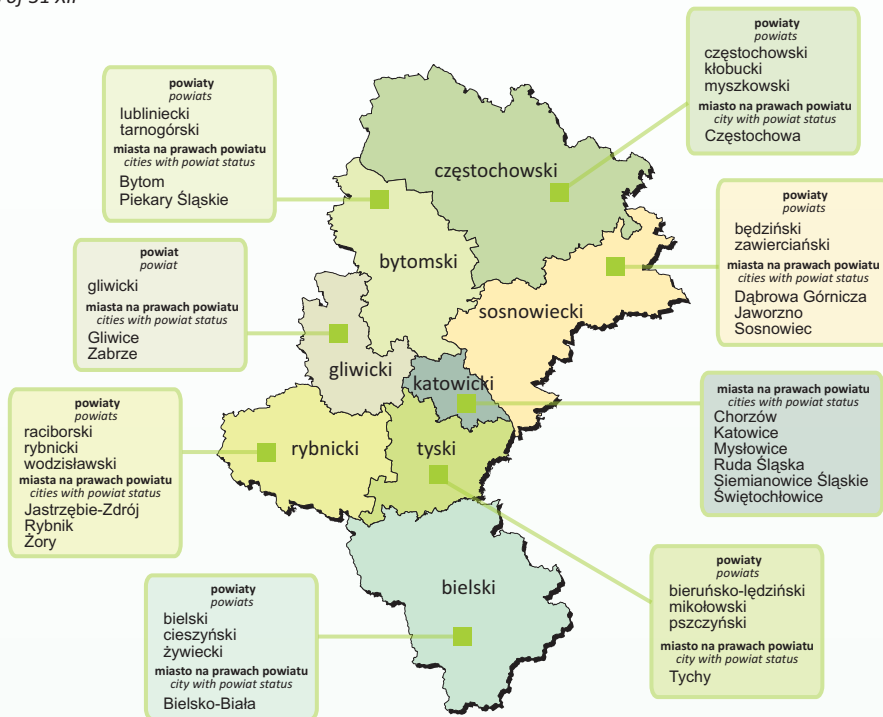 of 31 XII
powiaty
powiats
lubliniecki
tarnogórski
miasta na prawach powiatu
cities with powiat status
Bytom
Piekary Śląskie
powiaty
powiats
częstochowski
kłobucki
myszkowski
miasto na prawach powiatu
city with powiat status
Częstochowa
powiat
powiat
gliwicki
miasta na prawach powiatu
cities with powiat status
Gliwice
Zabrze
powiaty
powiats
będziński
zawierciański
miasta na prawach powiatu
cities with powiat status
Dąbrowa Górnicza
Jaworzno
Sosnowiec
częstochowski
bytomski
sosnowiecki
gliwicki
katowicki
rybnicki
tyski
bielski
powiaty
powiats
raciborski
rybnicki
wodzisławski
miasta na prawach powiatu
cities with powiat status
Jastrzębie-Zdrój
Rybnik
Żory
miasta na prawach powiatu
cities with powiat status
Chorzów
Katowice
Mysłowice
Ruda Śląska
Siemianowice Śląskie
Świętochłowice
powiaty
powiats
bielski
cieszyński
żywiecki
miasto na prawach powiatu
city with powiat status
Bielsko-Biała
powiaty
powiats
bieruńsko-lędziński
mikołowski
pszczyński
miasto na prawach powiatu
city with powiat status
Tychy